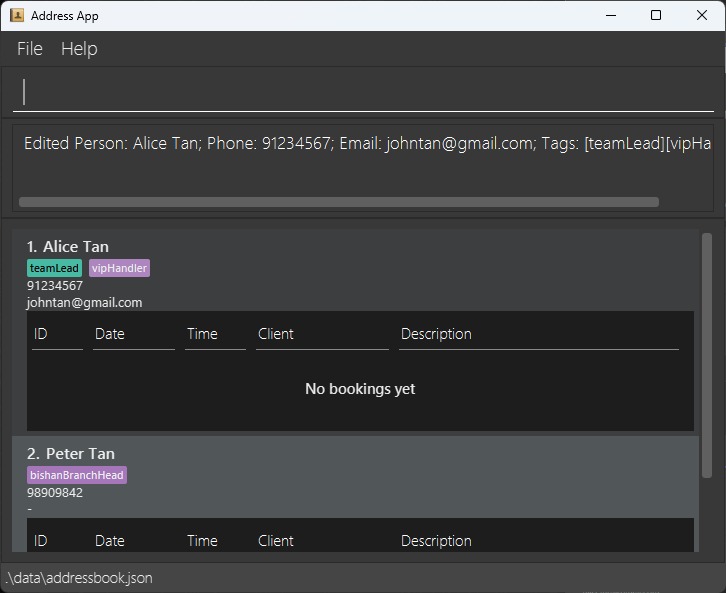 Address App
File Help
Edited Person: Alice Tan; Phone: 91234567; Email: johntan@gmail.com; Tags: [teamLead][vipHa
1. Alice Tan
teamLead vipHandler
91234567
johntan@gmail.com
ID Date Time Client Description
No bookings yet
2. Peter Tan
bishanBranchHead
98909842
-
ID Date Time Client Description
.\data\addressbook.json